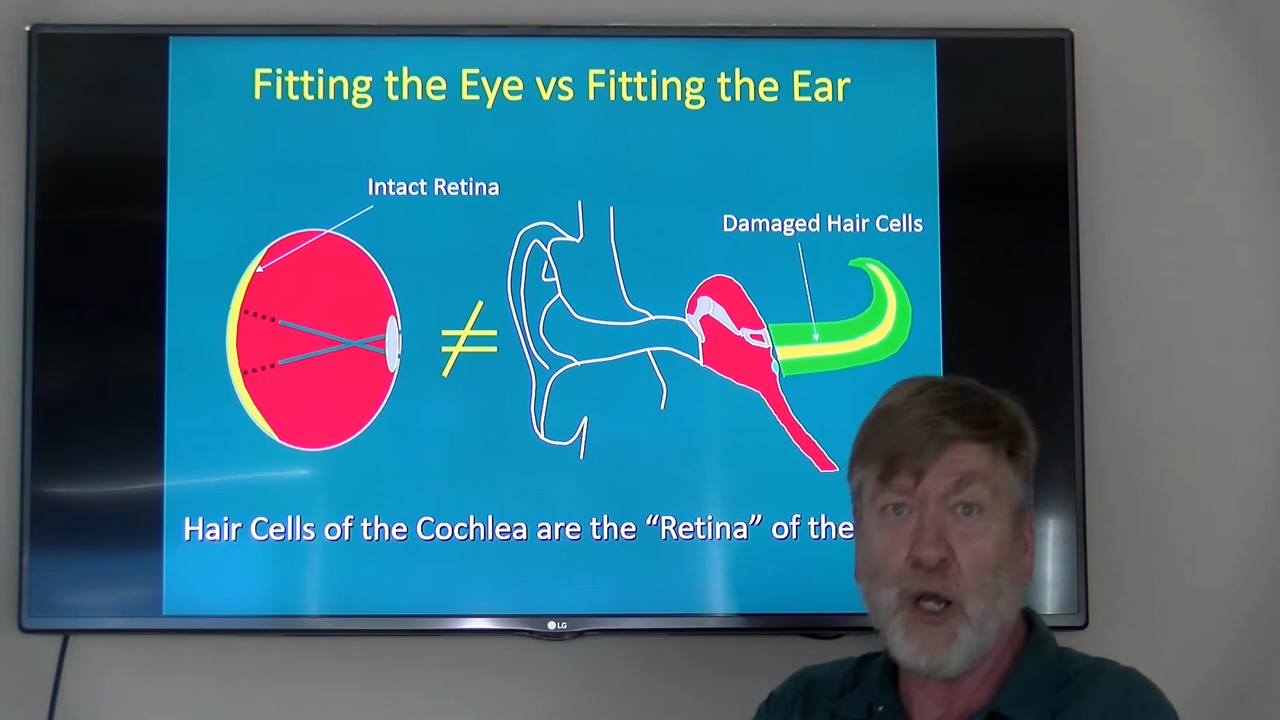 Fitting the Eye vs Fitting the Ear
Intact Retina
Damaged Hair Cells
≠
Hair Cells of the Cochlea are the “Retina” of the
LG